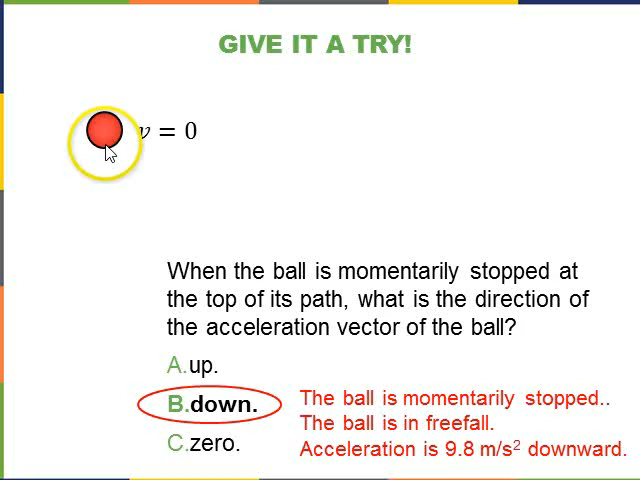 GIVE IT A TRY!
v = 0
When the ball is momentarily stopped at
the top of its path, what is the direction of
the acceleration vector of the ball?
A.up.
B.down.
C.zero.
The ball is momentarily stopped..
The ball is in freefall.
Acceleration is 9.8 m/s² downward.